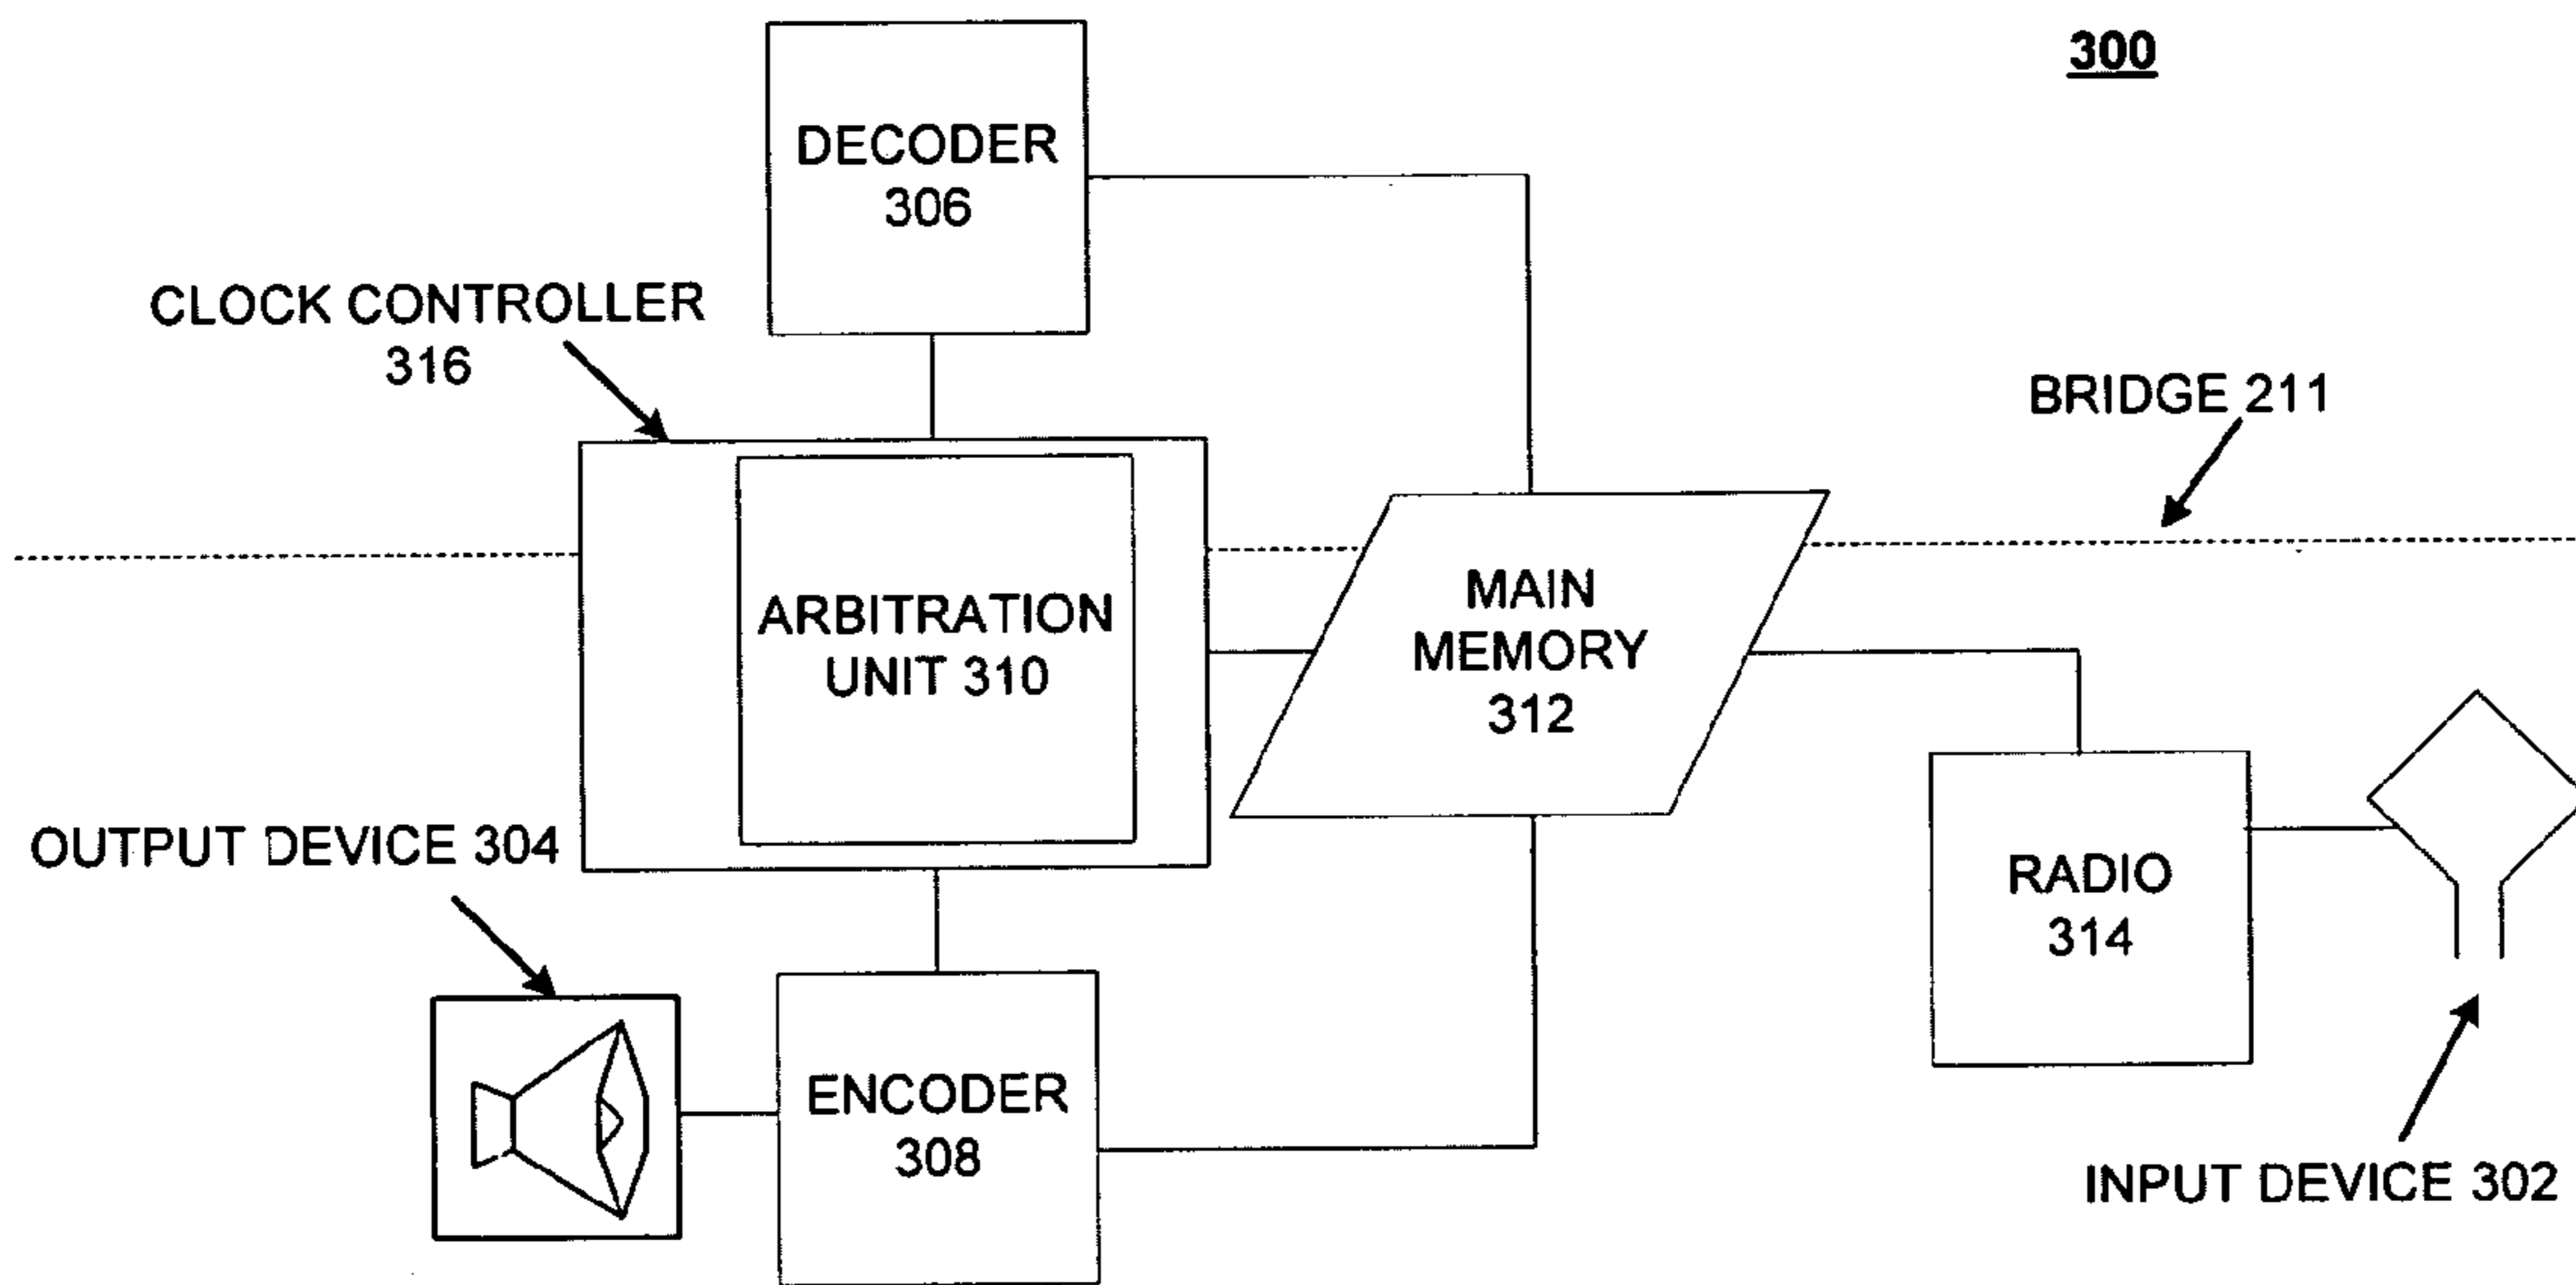 300
DECODER
306
CLOCK CONTROLLER
316
BRIDGE 211
ARBITRATION
UNIT 310
MAIN
MEMORY
312
OUTPUT DEVICE 304
RADIO
314
ENCODER
308
INPUT DEVICE 302